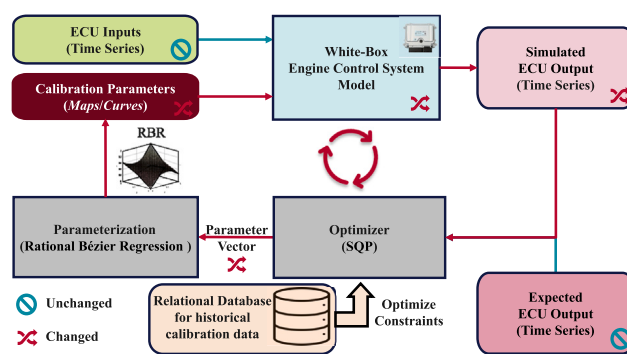 ECU Inputs
(Time Series)
White-Box
Engine Control System
Model
Simulated
ECU Output
(Time Series)
Calibration Parameters
(Maps/Curves)
RBR
Parameterization
(Rational Bézier Regression )
Parameter
Vector
Optimizer
(SQP)
Unchanged
Changed
Relational Database
for historical
calibration data
Optimize
Constraints
Expected
ECU Output
(Time Series)